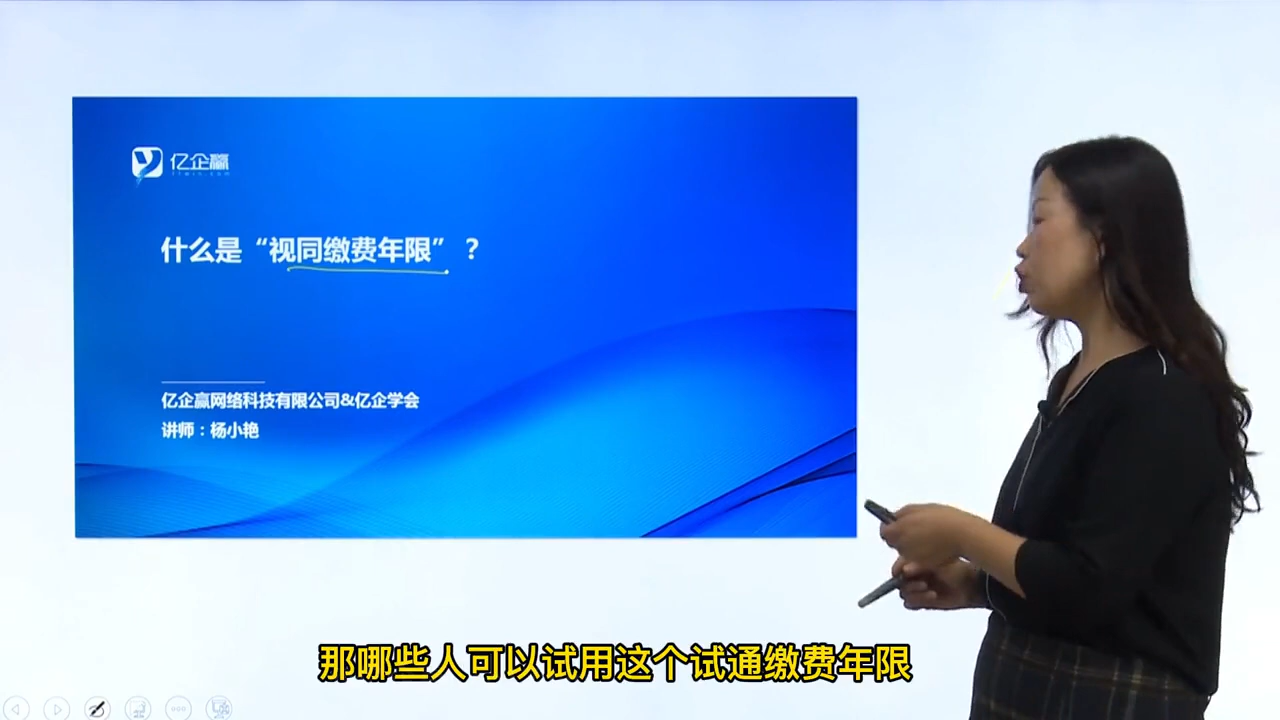 亿企赢
什么是“视同缴费年限”？
亿企赢网络科技有限公司&亿企学会
讲师：杨小艳
那哪些人可以试用这个试通缴费年限